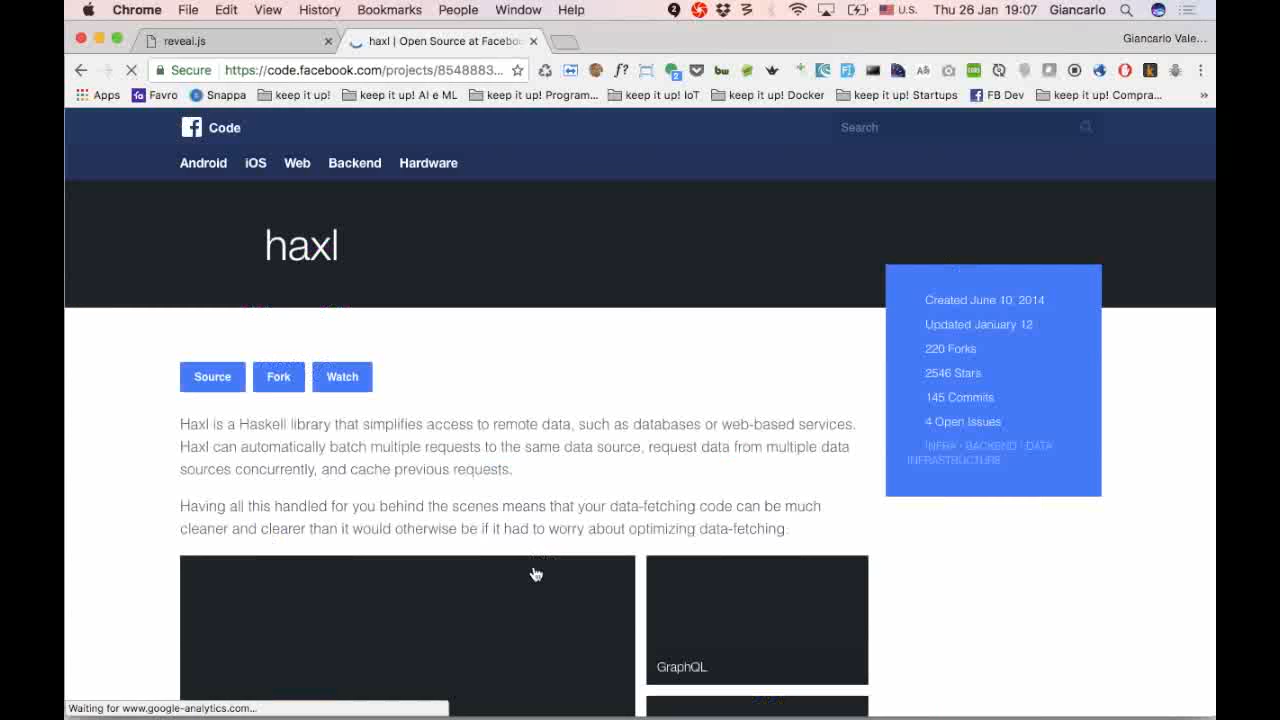 Chrome File Edit View History Bookmarks People Window Help 2 U.S. Thu 26 Jan 19:07 Giancarlo
reveal.js haxl | Open Source at Facebo Giancarlo Vale...
Secure https://code.facebook.com/projects/8548883...
Apps Favro Snappa keep it up! keep it up! AI e ML keep it up! Program... keep it up! IoT keep it up! Docker keep it up! Startups FB Dev keep it up! Compra... »
Code Search
Android iOS Web Backend Hardware
haxl
Created June 10, 2014
Updated January 12
220 Forks
2546 Stars
145 Commits
4 Open Issues
INFRA · BACKEND · DATA
INFRASTRUCTURE
Source Fork Watch
Haxl is a Haskell library that simplifies access to remote data, such as databases or web-based services.
Haxl can automatically batch multiple requests to the same data source, request data from multiple data
sources concurrently, and cache previous requests.
Having all this handled for you behind the scenes means that your data-fetching code can be much
cleaner and clearer than it would otherwise be if it had to worry about optimizing data-fetching.
GraphQL
Waiting for www.google-analytics.com...